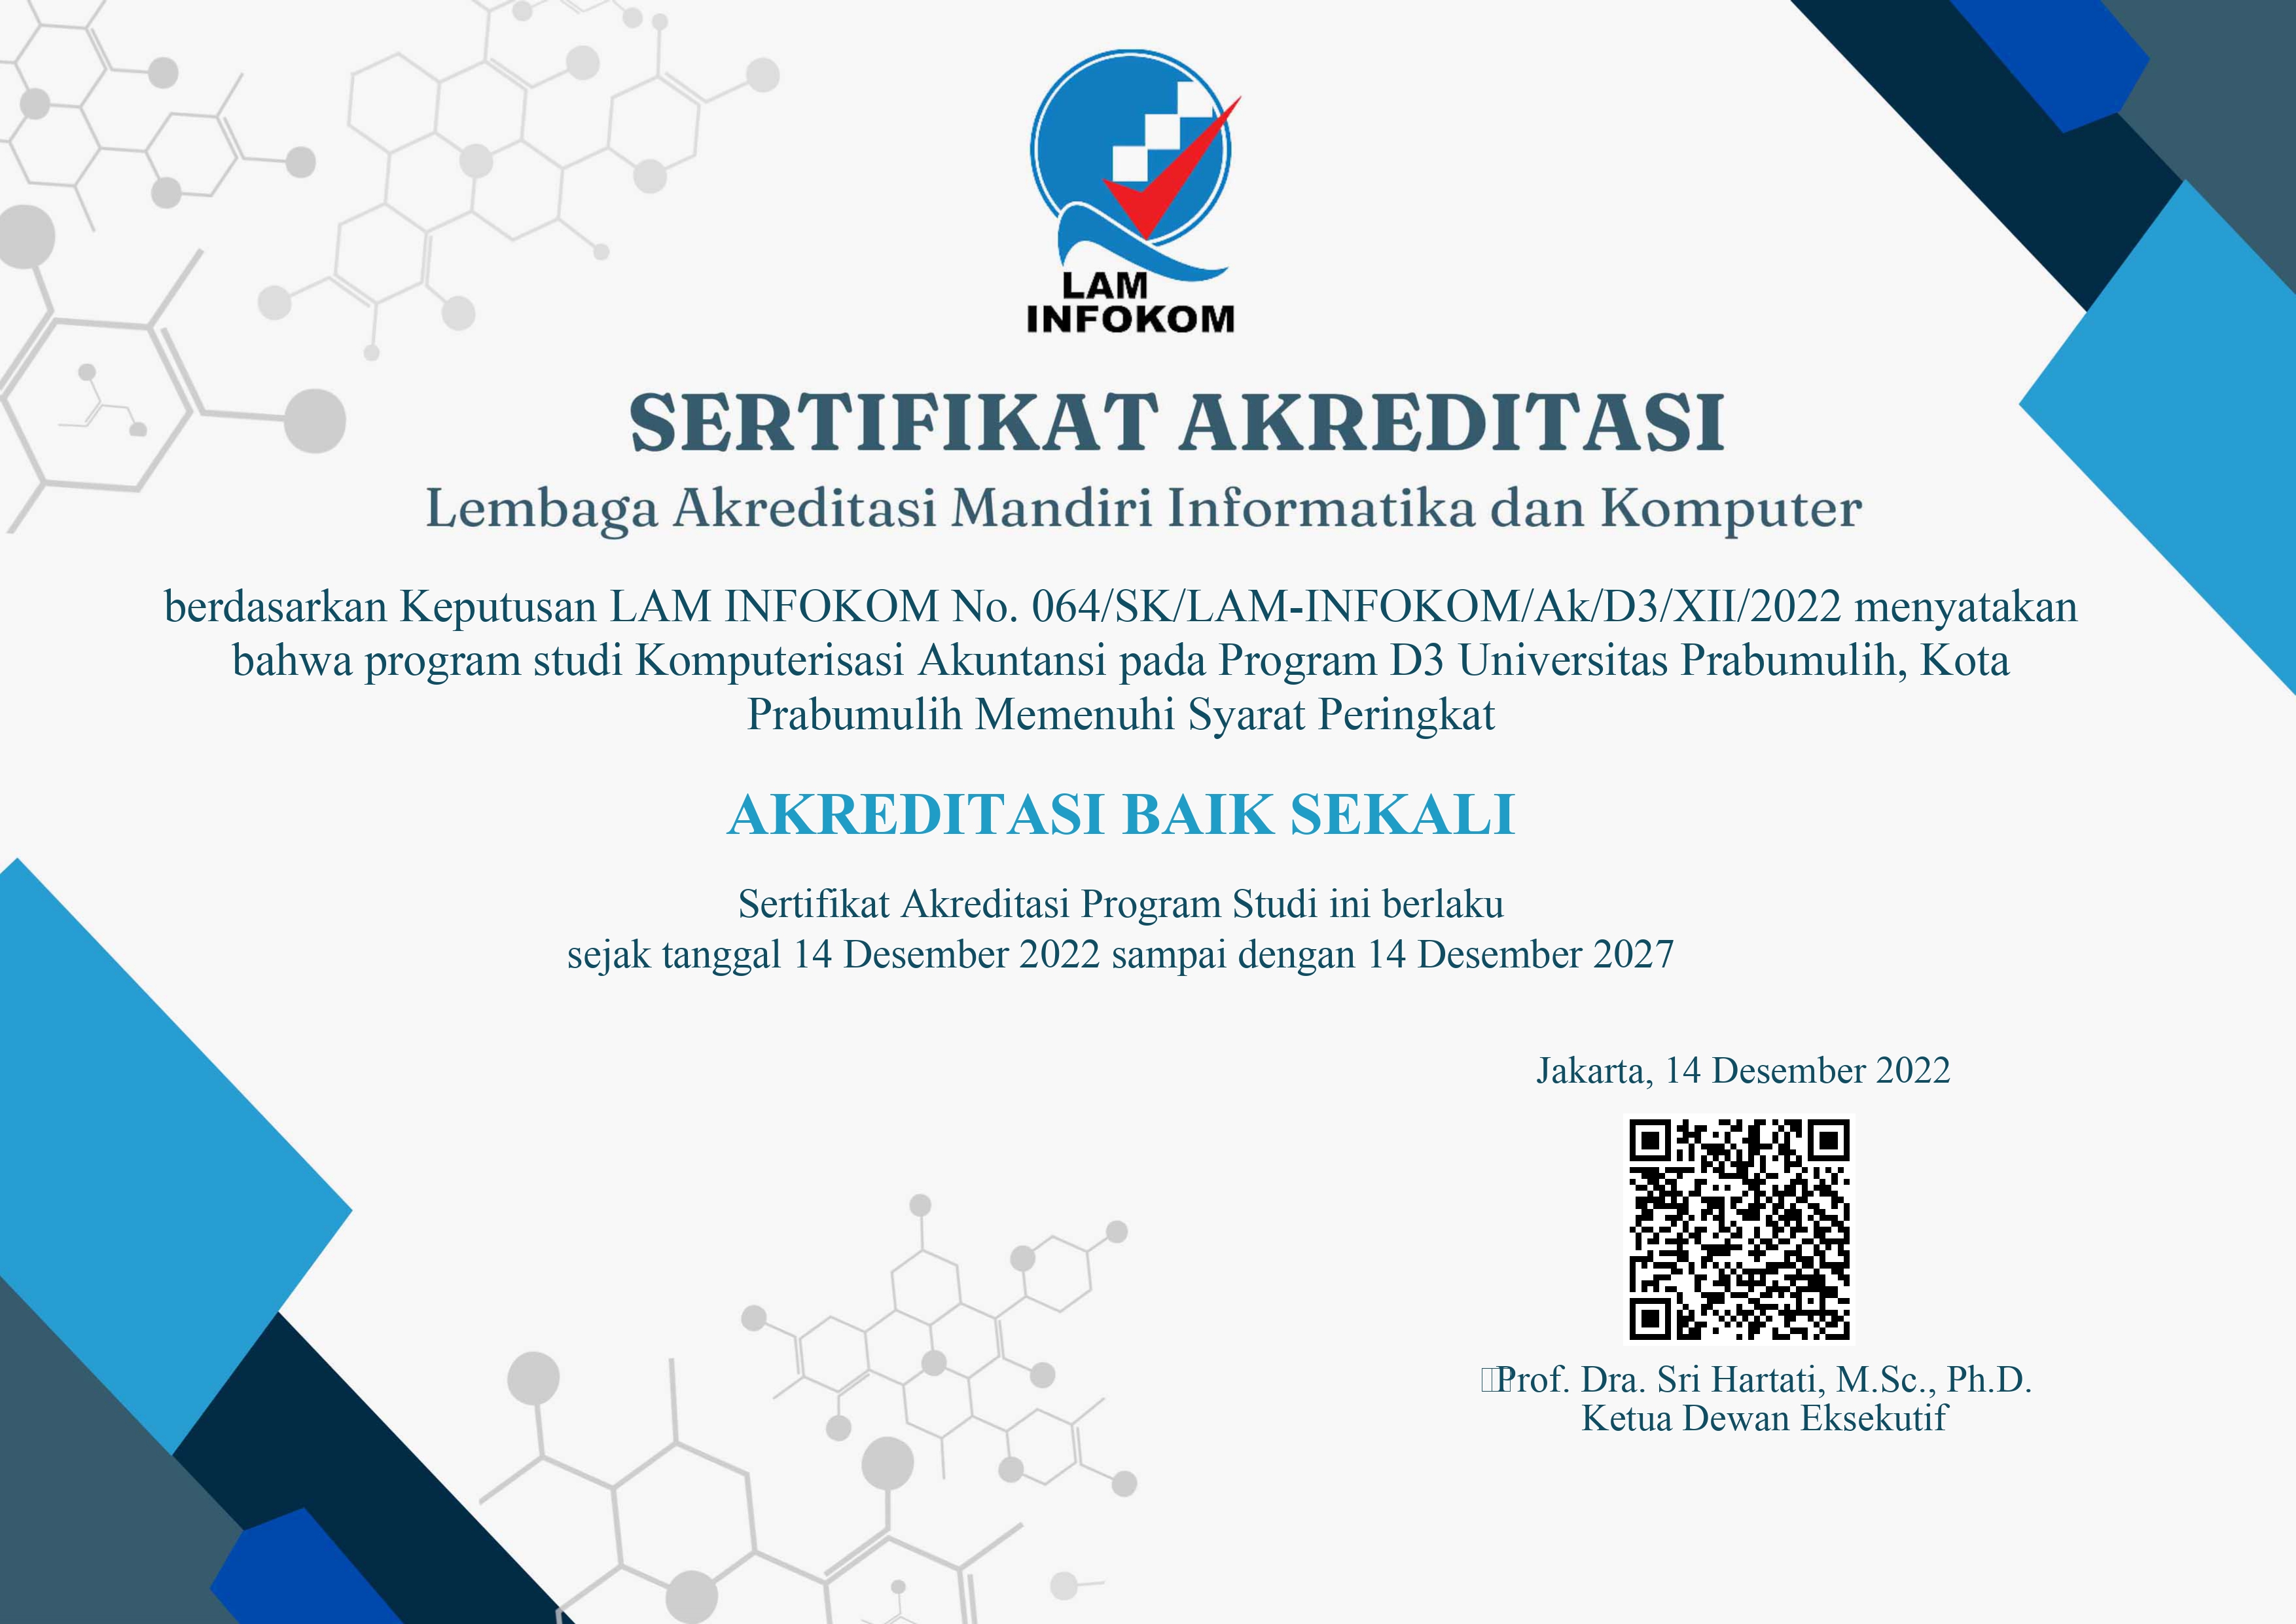 LAM
INFOKOM
SERTIFIKAT AKREDITASI
Lembaga Akreditasi Mandiri Informatika dan Komputer
berdasarkan Keputusan LAM INFOKOM No. 064/SK/LAM-INFOKOM/Ak/D3/XII/2022 menyatakan
bahwa program studi Komputerisasi Akuntansi pada Program D3 Universitas Prabumulih, Kota
Prabumulih Memenuhi Syarat Peringkat
AKREDITASI BAIK SEKALI
Sertifikat Akreditasi Program Studi ini berlaku
sejak tanggal 14 Desember 2022 sampai dengan 14 Desember 2027
Jakarta, 14 Desember 2022
Prof. Dra. Sri Hartati, M.Sc., Ph.D.
Ketua Dewan Eksekutif